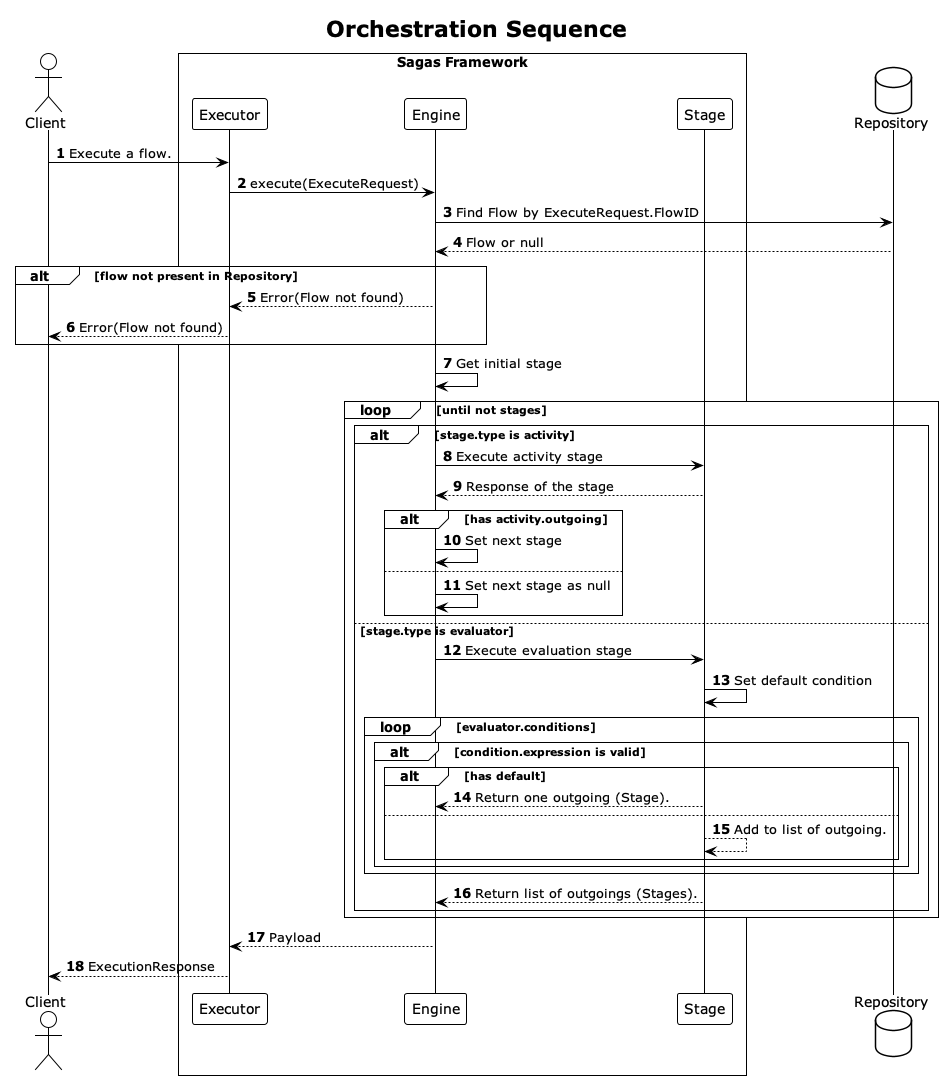 Orchestration Sequence
Sagas Framework
Client
Executor
Engine
Stage
Repository
1 Execute a flow.
2 execute(ExecuteRequest)
3 Find Flow by ExecuteRequest.FlowID
4 Flow or null
alt [flow not present in Repository]
5 Error(Flow not found)
6 Error(Flow not found)
7 Get initial stage
loop [until not stages]
alt [stage.type is activity]
8 Execute activity stage
9 Response of the stage
alt [has activity.outgoing]
10 Set next stage
11 Set next stage as null
[stage.type is evaluator]
12 Execute evaluation stage
13 Set default condition
loop [evaluator.conditions]
alt [condition.expression is valid]
alt [has default]
14 Return one outgoing (Stage).
15 Add to list of outgoing.
16 Return list of outgoings (Stages).
17 Payload
18 ExecutionResponse
Client
Executor
Engine
Stage
Repository